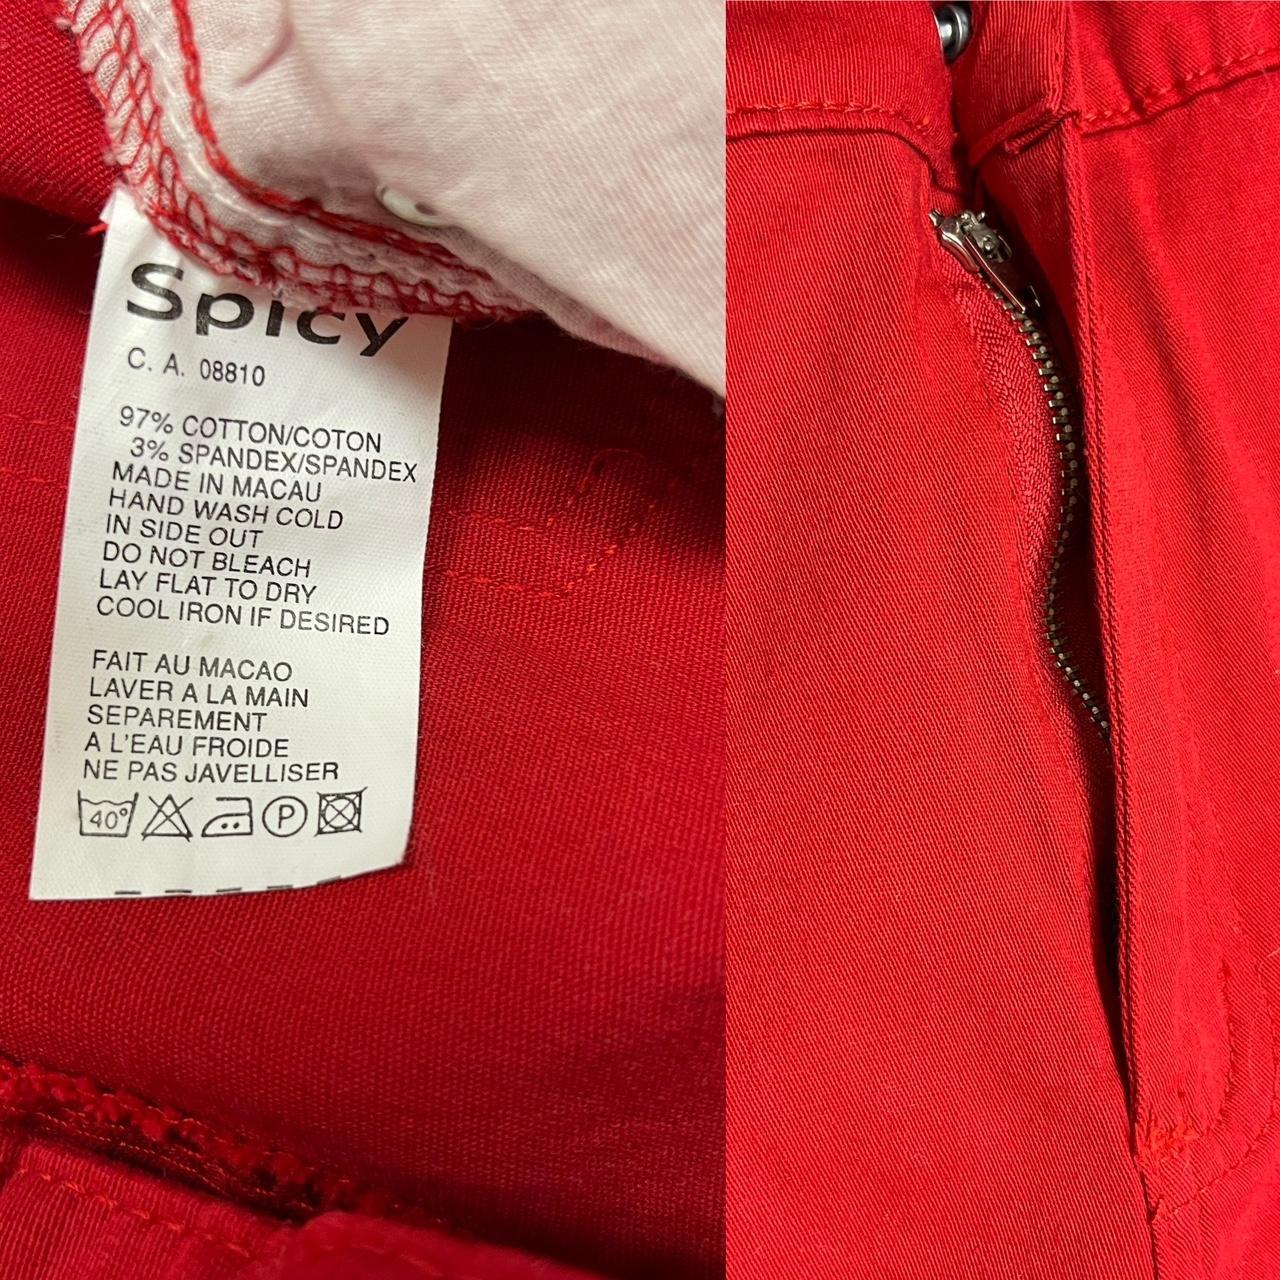 Spicy
C. A. 08810
97% COTTON/COTON
3% SPANDEX/SPANDEX
MADE IN MACAU
HAND WASH COLD
IN SIDE OUT
DO NOT BLEACH
LAY FLAT TO DRY
COOL IRON IF DESIRED
FAIT AU MACAO
LAVER A LA MAIN
SEPAREMENT
A L'EAU FROIDE
NE PAS JAVELLISER
40° P